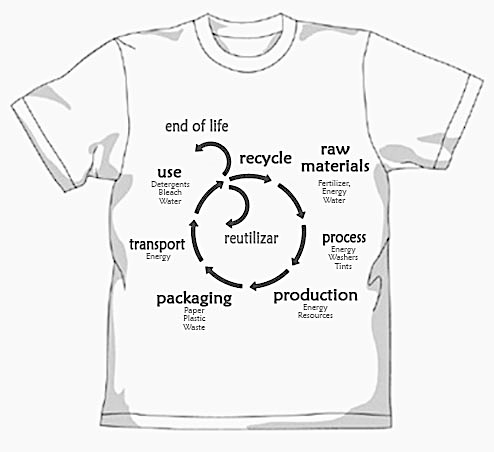 end of life
recycle
raw
materials
Fertilizer,
Energy
Water
use
Detergents
Bleach
Water
reutilizar
process
Energy
Washers
Tints
transport
Energy
production
Energy
Resources
packaging
Paper
Plastic
Waste